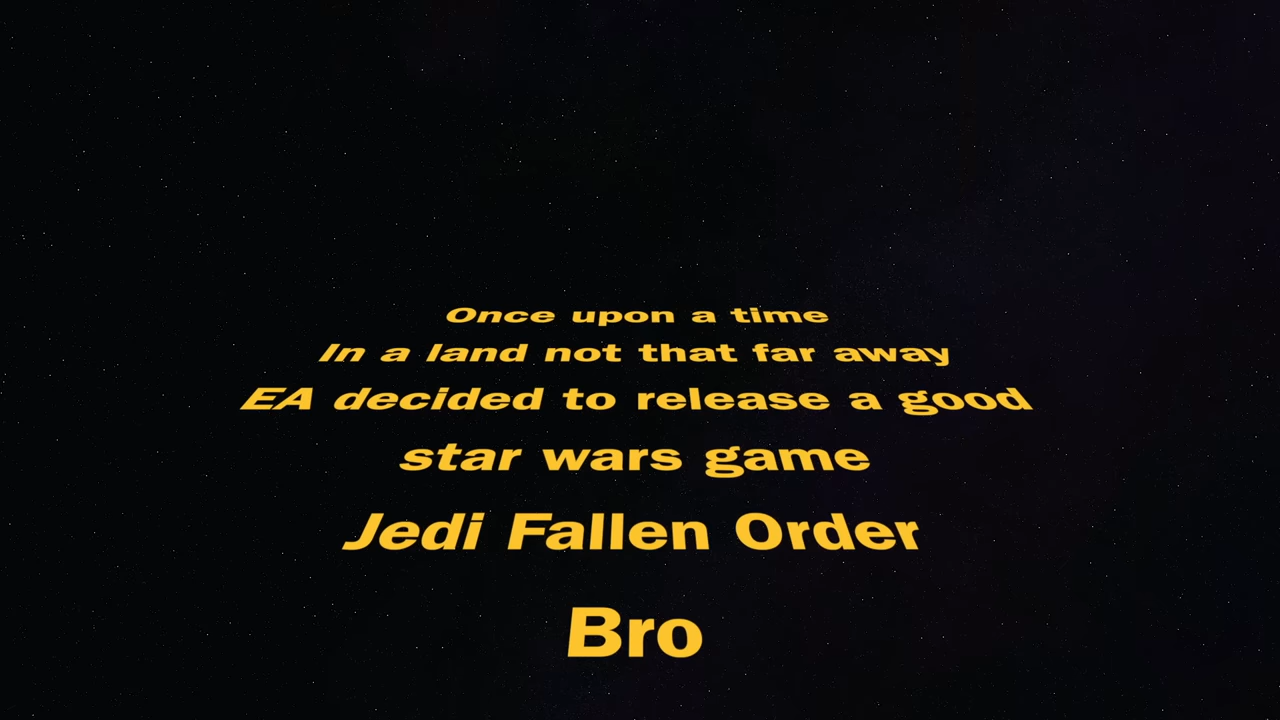 Once upon a time
In a land not that far away
EA decided to release a good
star wars game
Jedi Fallen Order
Bro